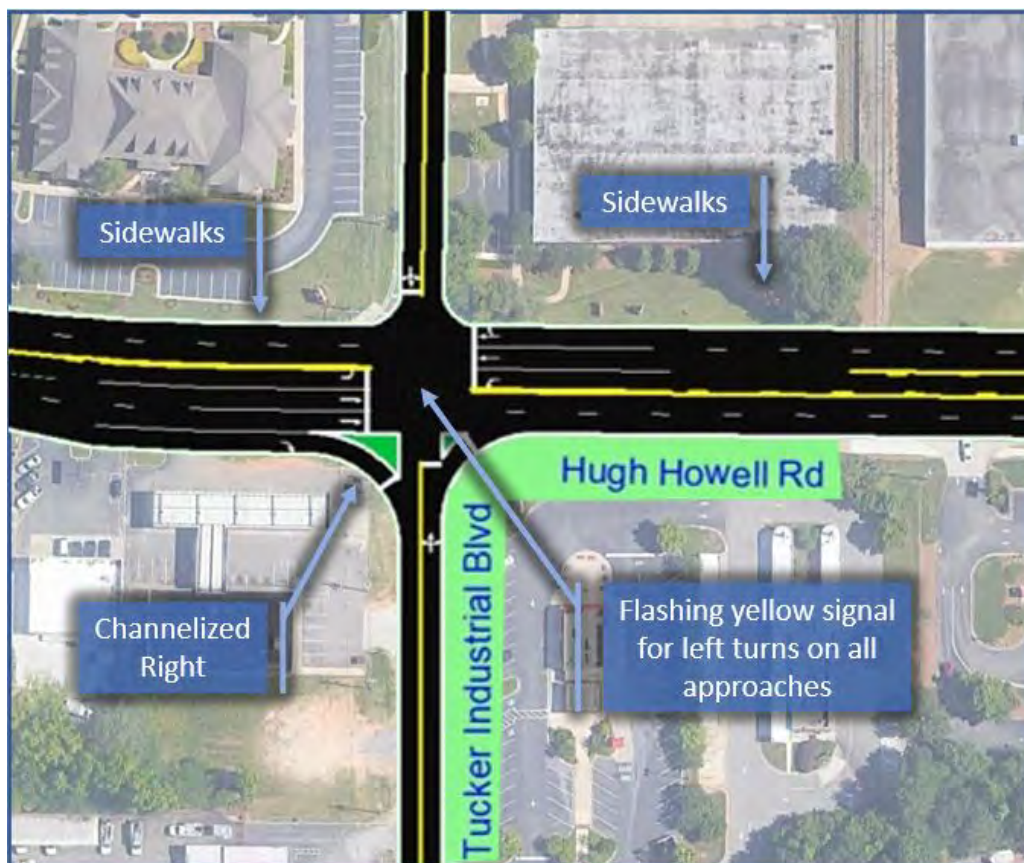 Sidewalks
Sidewalks
Hugh Howell Rd
Tucker Industrial Blvd
Channelized
Right
Flashing yellow signal
for left turns on all
approaches